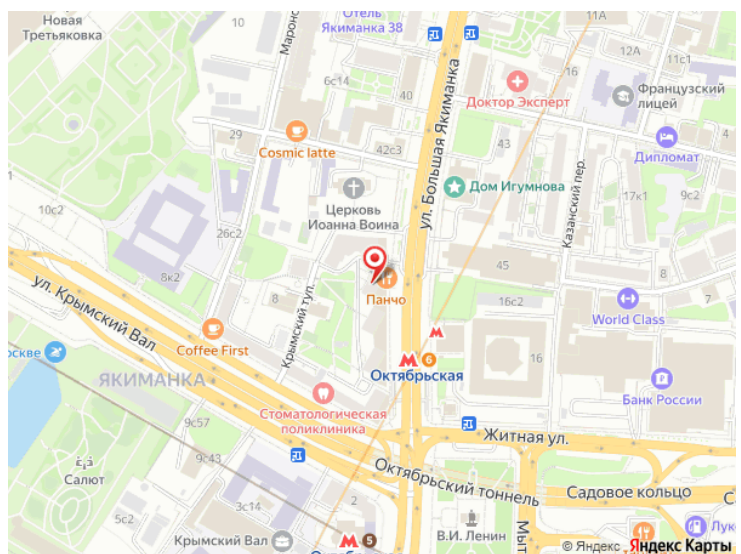 Новая
Третьяковка
Отель
Якиманка 38
11А
12А
11с1
16
Французский
лицей
6с14
40
Доктор Эксперт
29
Cosmic latte
42с3
43
Дипломат
ул. Большая Якиманка
Дом Игумнова
Казанский пер.
17к1
9с2
10с2
Церковь
Иоанна Воина
26с2
8к2
45
8
7
8
Панчо
16с2
World Class
ул. Крымский Вал
Крымский туп.
Coffee First
6
Октябрьская
16
ЯКИМАНКА
Банк России
Стоматологическая
поликлиника
9с57
9с43
Житная ул.
Салют
Октябрьский тоннель
Садовое кольцо
3с14
2
5с2
Крымский Вал
5
В.И. Ленин
© Яндекс Яндекс Карты